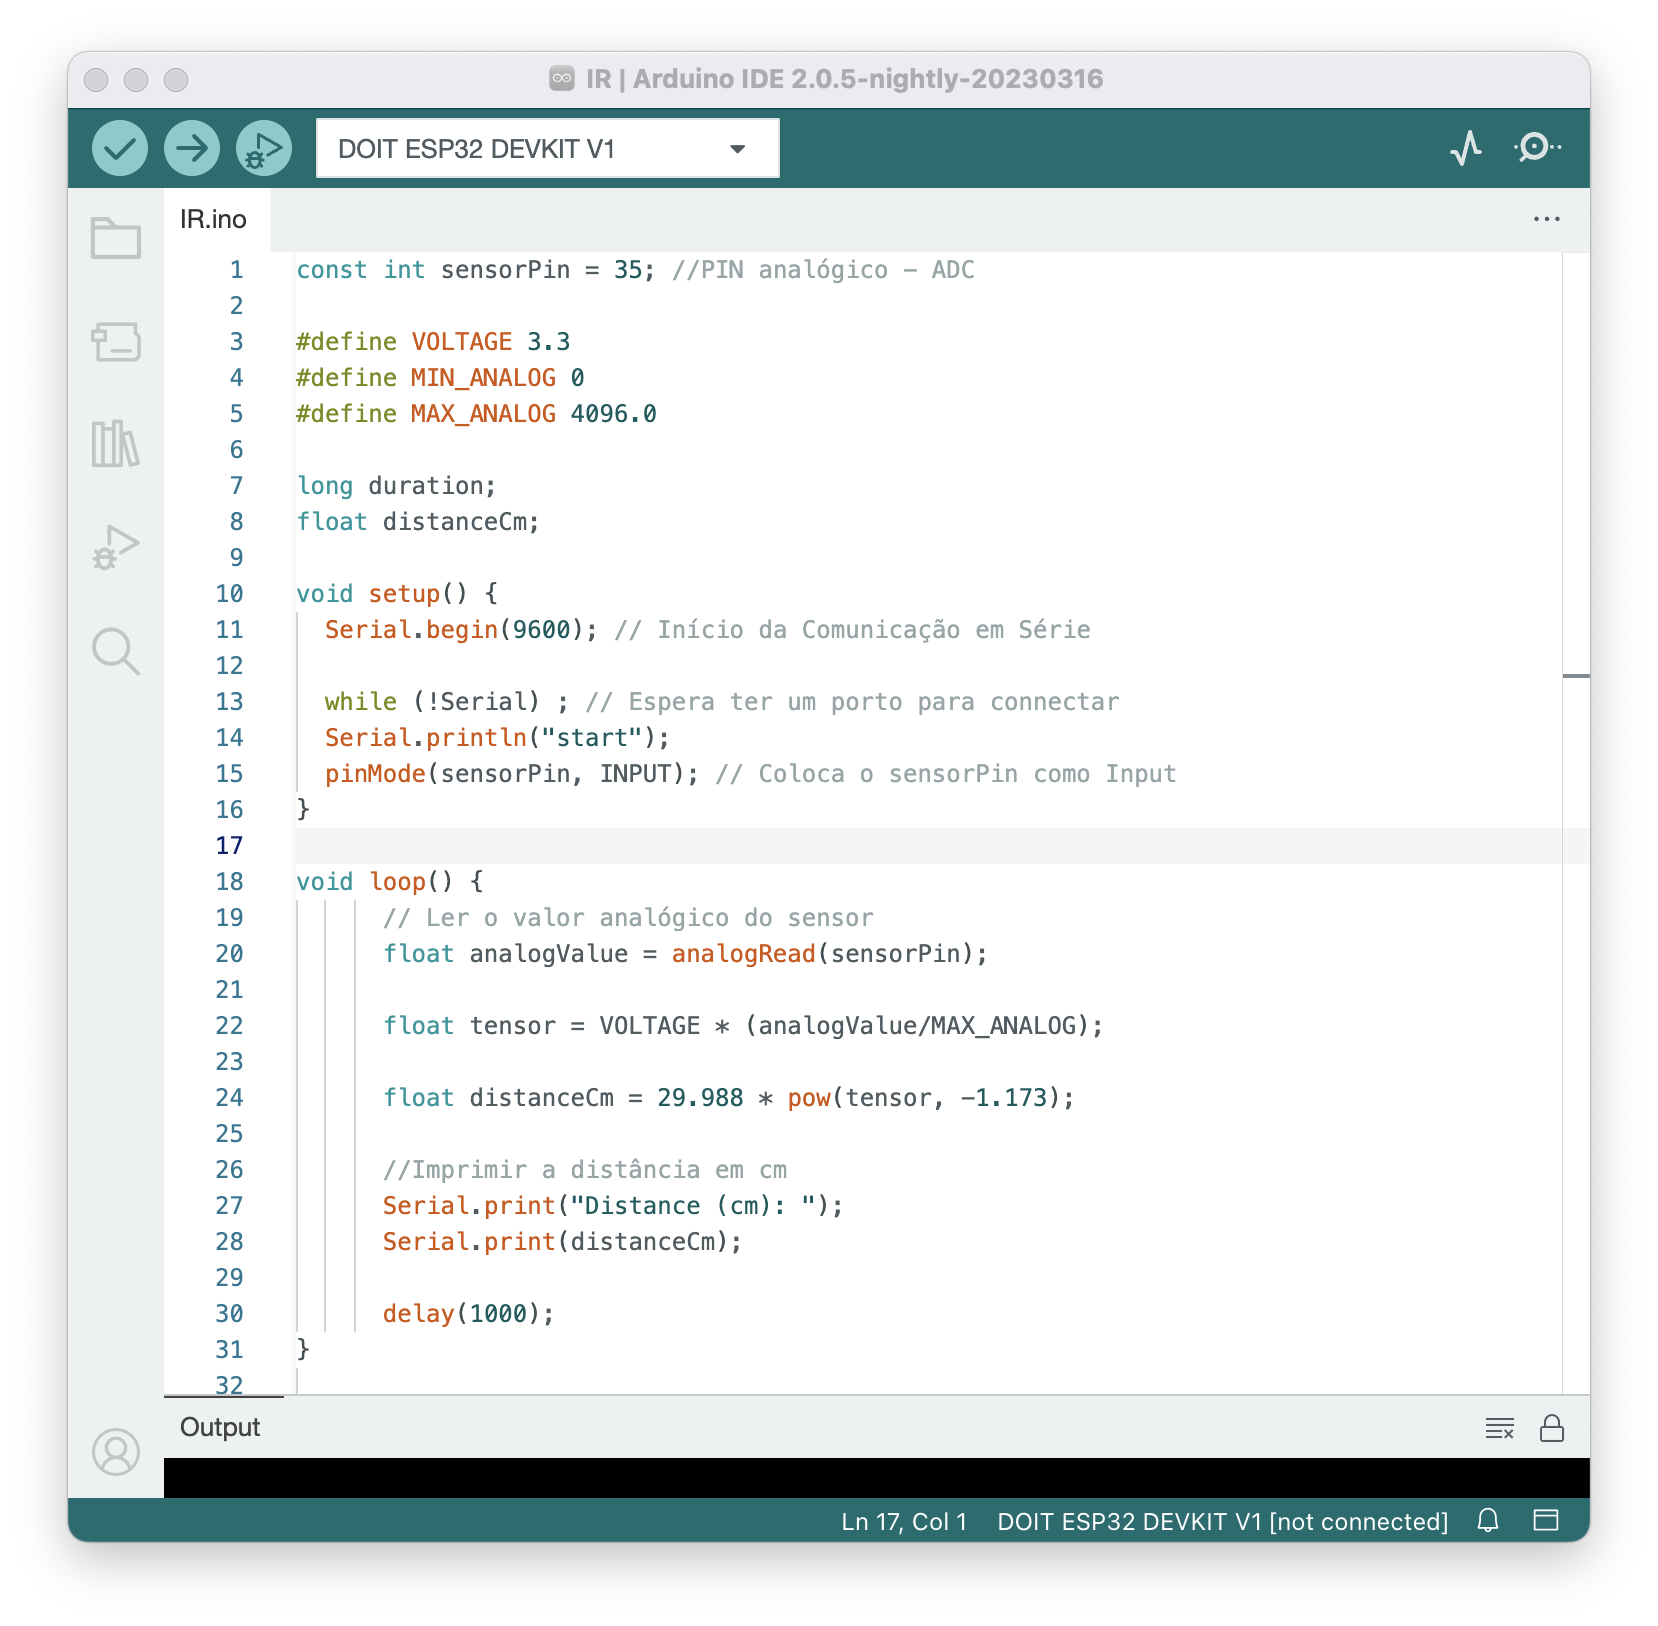 IR | Arduino IDE 2.0.5-nightly-20230316
DOIT ESP32 DEVKIT V1
IR.ino
1 const int sensorPin = 35; //PIN analógico - ADC
2
3 #define VOLTAGE 3.3
4 #define MIN_ANALOG 0
5 #define MAX_ANALOG 4096.0
6
7 long duration;
8 float distanceCm;
9
10 void setup() {
11 Serial.begin(9600); // Início da Comunicação em Série
12
13 while (!Serial) ; // Espera ter um porto para connectar
14 Serial.println("start");
15 pinMode(sensorPin, INPUT); // Coloca o sensorPin como Input
16 }
17
18 void loop() {
19 // Ler o valor analógico do sensor
20 float analogValue = analogRead(sensorPin);
21
22 float tensor = VOLTAGE * (analogValue/MAX_ANALOG);
23
24 float distanceCm = 29.988 * pow(tensor, -1.173);
25
26 //Imprimir a distância em cm
27 Serial.print("Distance (cm): ");
28 Serial.print(distanceCm);
29
30 delay(1000);
31 }
32
Output
Ln 17, Col 1 DOIT ESP32 DEVKIT V1 [not connected]